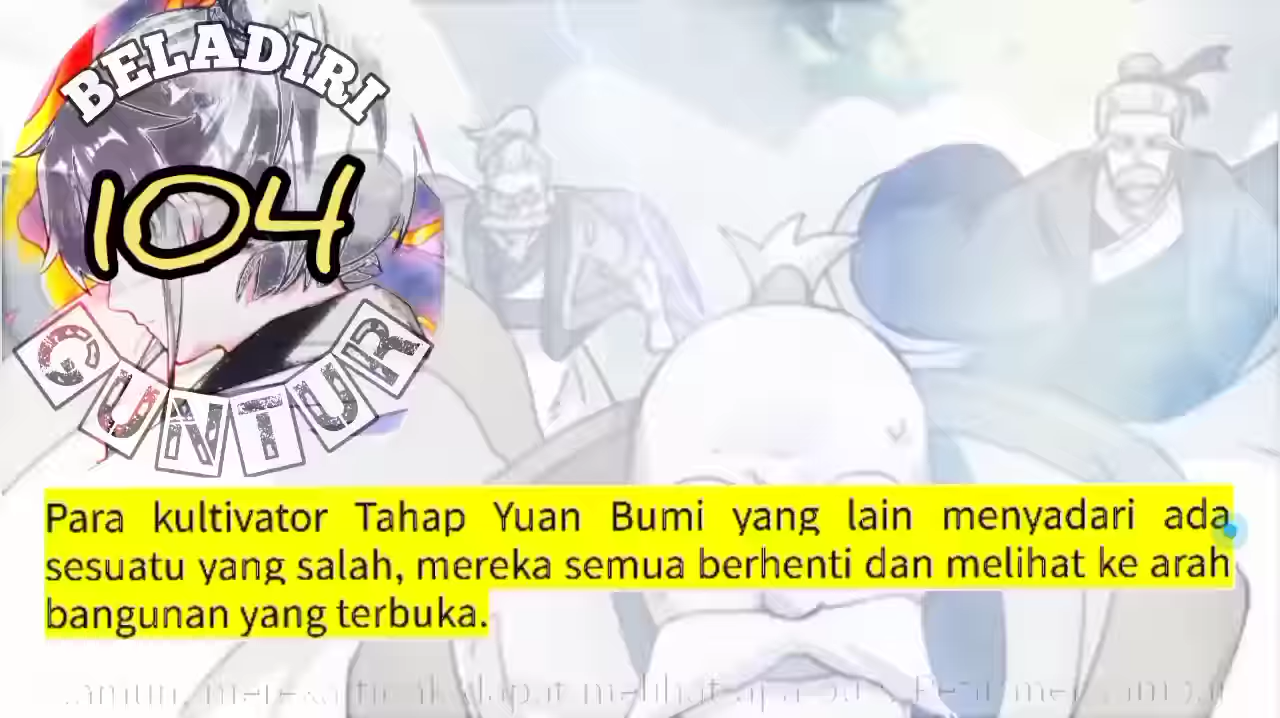 BELADIRI
104
GUNTUR
Para kultivator Tahap Yuan Bumi yang lain menyadari ada
sesuatu yang salah, mereka semua berhenti dan melihat ke arah
bangunan yang terbuka.